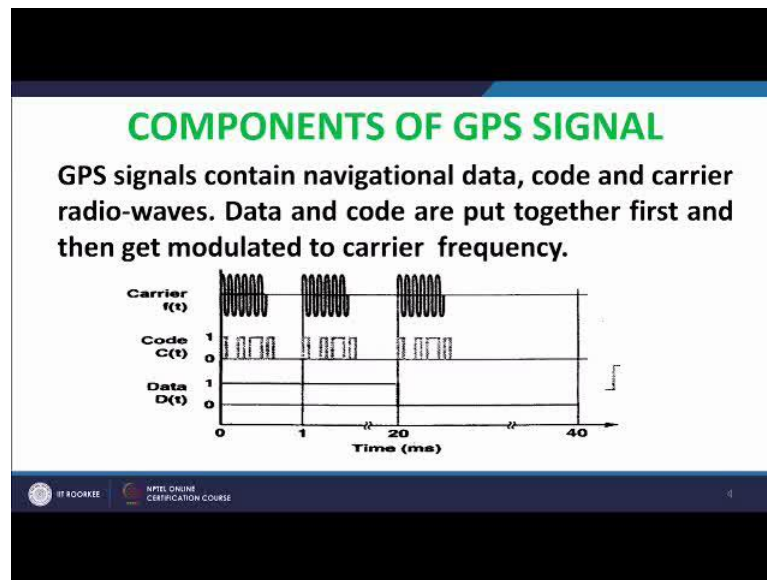 COMPONENTS OF GPS SIGNAL
GPS signals contain navigational data, code and carrier
radio-waves. Data and code are put together first and
then get modulated to carrier frequency.
Carrier
f(t)
Code 1
C(t) 0
Data 1
D(t) 0
0 1 20 40
Time (ms)
IIT ROORKEE
NPTEL ONLINE
CERTIFICATION COURSE
4